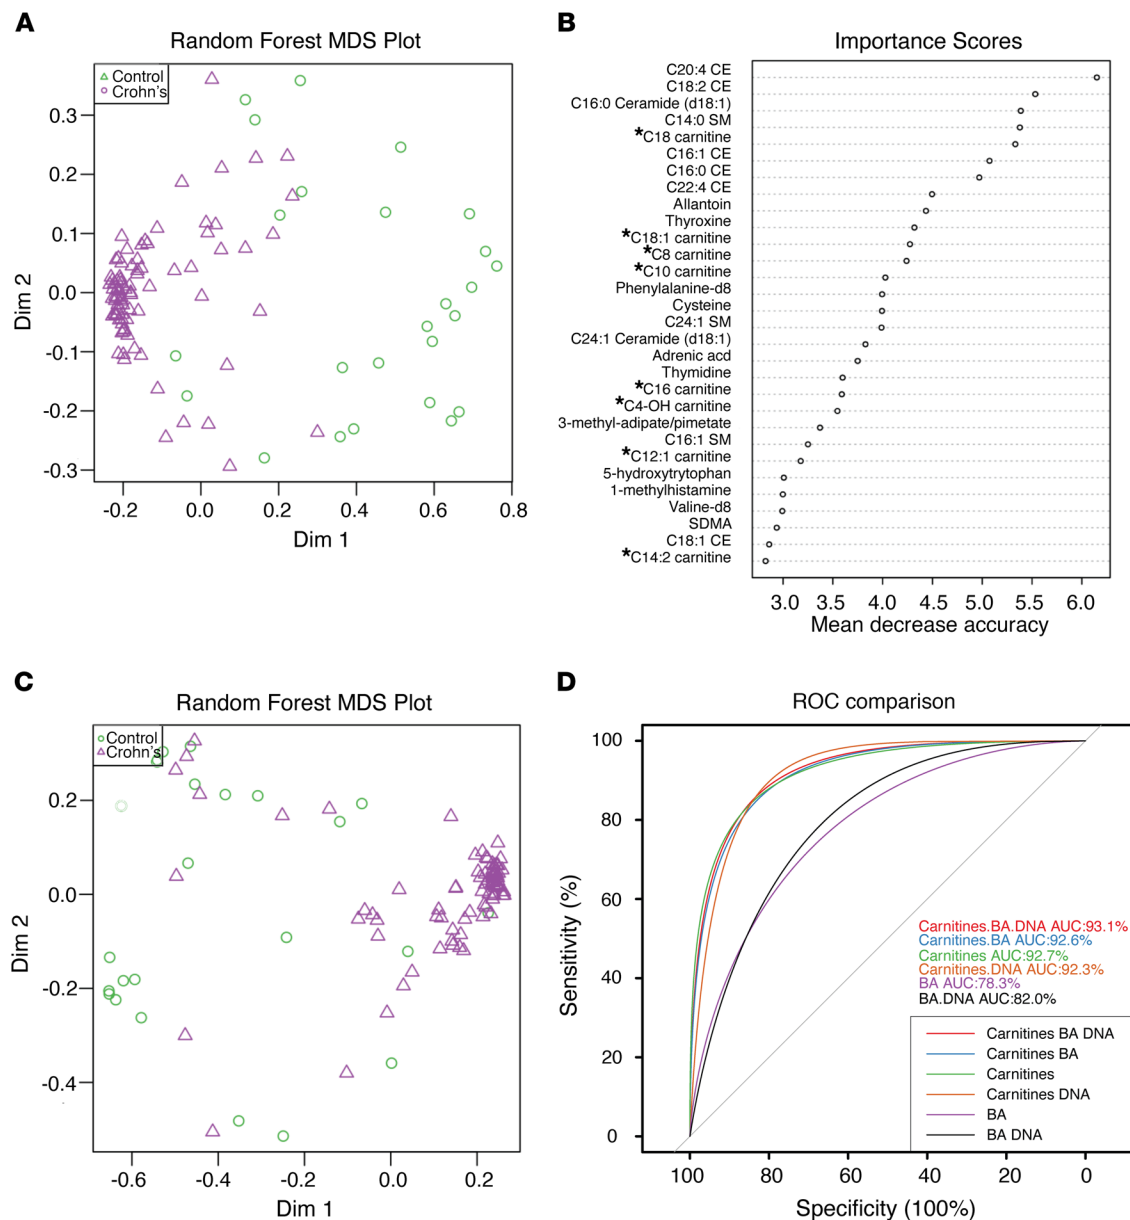 A
Random Forest MDS Plot
Control
Crohn's
0.3
0.2
0.1
0.0
-0.1
-0.2
-0.3
Dim 2
-0.2
0.0
0.2
0.4
0.6
0.8
Dim 1
B
Importance Scores
C20:4 CE
C18:2 CE
C16:0 Ceramide (d18:1)
C14:0 SM
*C18 carnitine
C16:1 CE
C16:0 CE
C22:4 CE
Allantoin
Thyroxine
*C18:1 carnitine
*C8 carnitine
*C10 carnitine
Phenylalanine-d8
Cysteine
C24:1 SM
C24:1 Ceramide (d18:1)
Adrenic acd
Thymidine
*C16 carnitine
*C4-OH carnitine
3-methyl-adipate/pimetate
C16:1 SM
*C12:1 carnitine
5-hydroxytrytophan
1-methylhistamine
Valine-d8
SDMA
C18:1 CE
*C14:2 carnitine
3.0
3.5
4.0
4.5
5.0
5.5
6.0
Mean decrease accuracy
C
Random Forest MDS Plot
Control
Crohn's
0.2
0.0
-0.2
-0.4
Dim 2
-0.6
-0.4
-0.2
0.0
0.2
Dim 1
D
ROC comparison
100
80
60
40
20
0
Sensitivity (%)
Carnitines.BA.DNA AUC:93.1%
Carnitines.BA AUC:92.6%
Carnitines AUC:92.7%
Carnitines.DNA AUC:92.3%
BA AUC:78.3%
BA.DNA AUC:82.0%
Carnitines BA DNA
Carnitines BA
Carnitines
Carnitines DNA
BA
BA DNA
100
80
60
40
20
0
Specificity (100%)